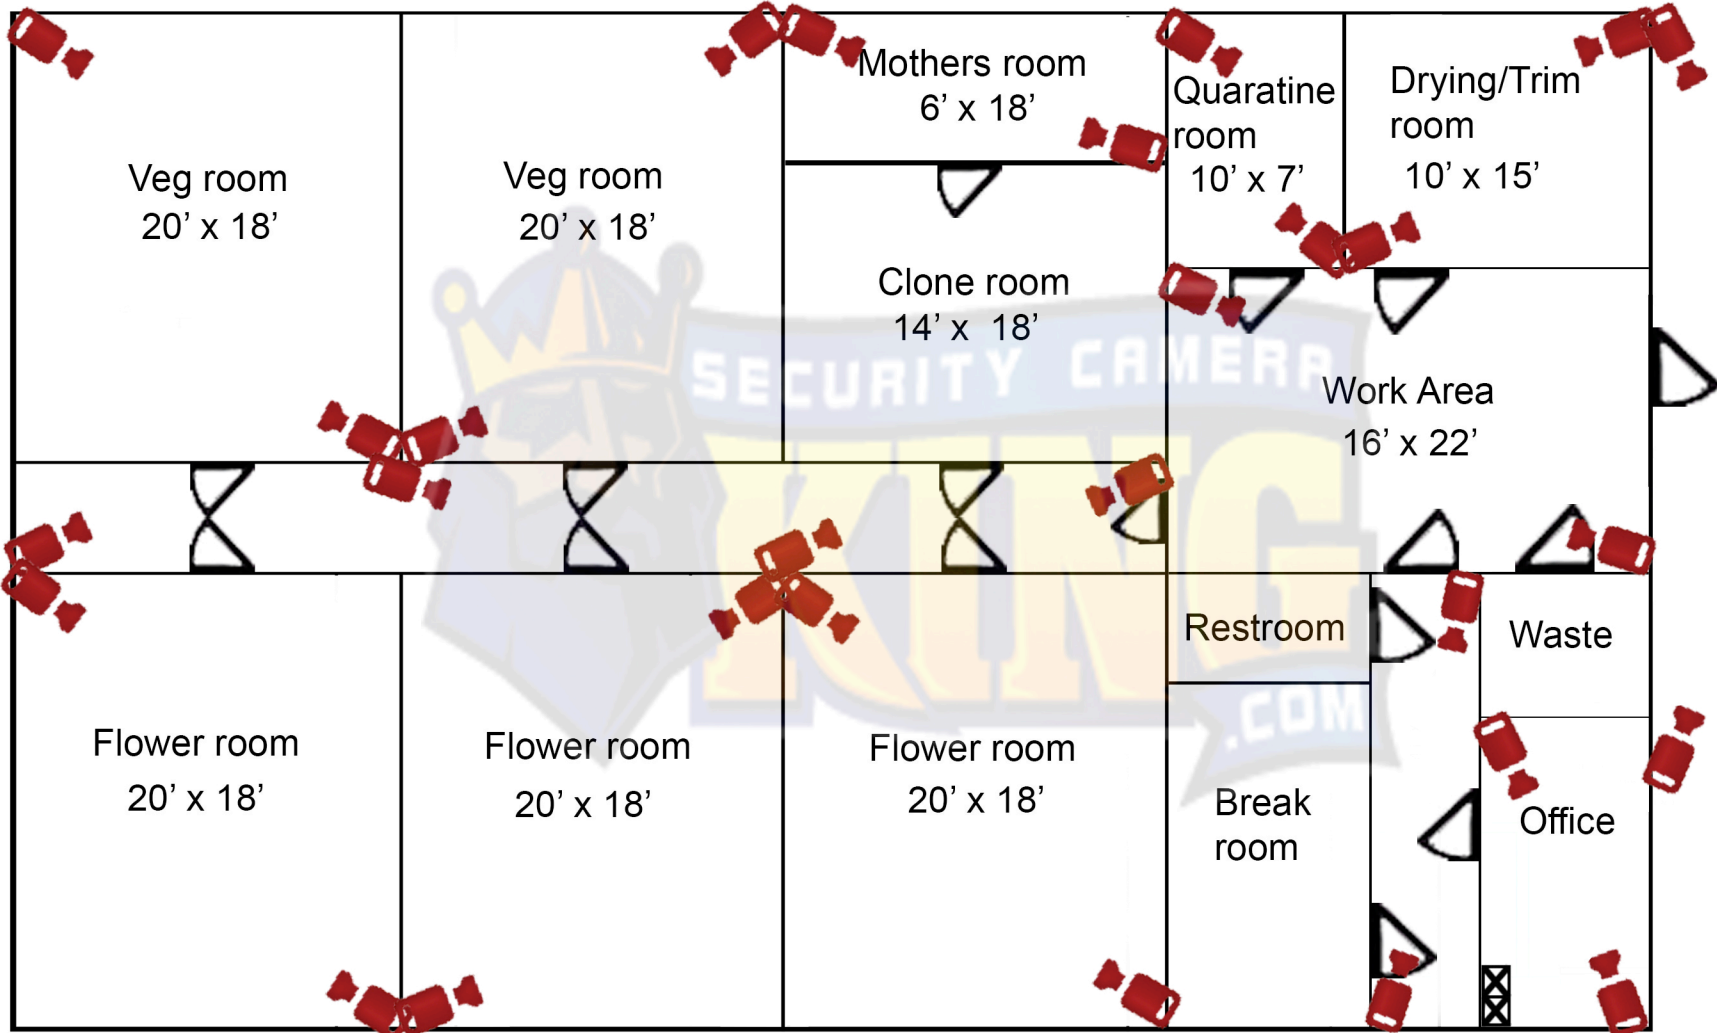 Veg room
20’ x 18’
Veg room
20’ x 18’
Mothers room
6’ x 18’
Quaratine
room
10’ x 7’
Drying/Trim
room
10’ x 15’
Clone room
14’ x 18’
SECURITY CAMERA
KING
.COM
Work Area
16’ x 22’
Restroom
Waste
Flower room
20’ x 18’
Flower room
20’ x 18’
Flower room
20’ x 18’
Break
room
Office